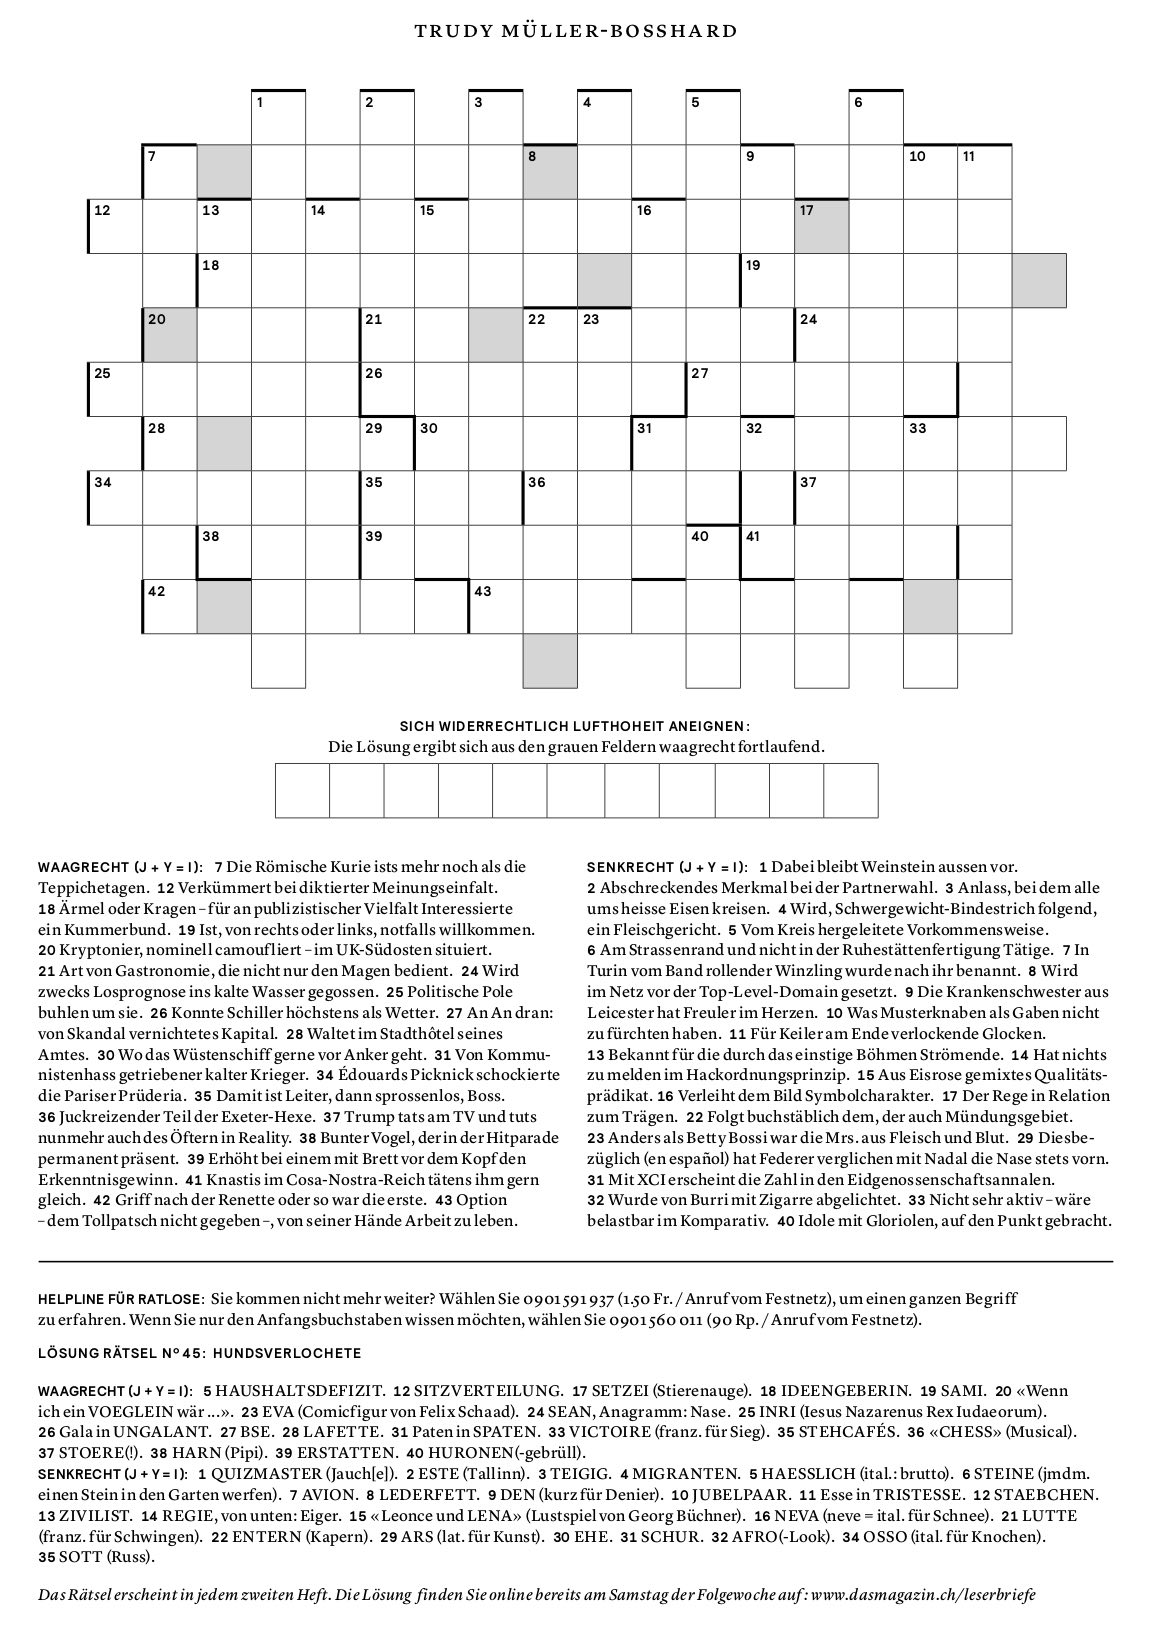 TRUDY MÜLLER-BOSSHARD
1 2 3 4 5 6
7 8 9 10 11
12 13 14 15 16 17
18 19
20 21 22 23 24
25 26 27
28 29 30 31 32 33
34 35 36 37
38 39 40 41
42 43
SICH WIDERRECHTLICH LUFTHOHEIT ANEIGNEN:
Die Lösung ergibt sich aus den grauen Feldern waagrecht fortlaufend.
WAAGRECHT (J + Y = I): 7 Die Römische Kurie ists mehr noch als die
Teppichetagen. 12 Verkümmert bei diktierter Meinungseinfalt.
18 Ärmel oder Kragen – für an publizistischer Vielfalt Interessierte
ein Kummerbund. 19 Ist, von rechts oder links, notfalls willkommen.
20 Kryptonier, nominell camoufliert – im UK-Südosten situiert.
21 Art von Gastronomie, die nicht nur den Magen bedient. 24 Wird
zwecks Losprognose ins kalte Wasser gegossen. 25 Politische Pole
buhlen um sie. 26 Konnte Schiller höchstens als Wetter. 27 An An dran:
von Skandal vernichtetes Kapital. 28 Waltet im Stadthôtel seines
Amtes. 30 Wo das Wüstenschiff gerne vor Anker geht. 31 Von Kommu-
nistenhass getriebener kalter Krieger. 34 Édouards Picknick schockierte
die Pariser Prüderia. 35 Damit ist Leiter, dann sprossenlos, Boss.
36 Juckreizender Teil der Exeter-Hexe. 37 Trump tats am TV und tuts
nunmehr auch des Öftern in Reality. 38 Bunter Vogel, der in der Hitparade
permanent präsent. 39 Erhöht bei einem mit Brett vor dem Kopf den
Erkenntnisgewinn. 41 Knastis im Cosa-Nostra-Reich tätens ihm gern
gleich. 42 Griff nach der Renette oder so war die erste. 43 Option
– dem Tollpatsch nicht gegeben –, von seiner Hände Arbeit zu leben.
SENKRECHT (J + Y = I): 1 Dabei bleibt Weinstein aussen vor.
2 Abschreckendes Merkmal bei der Partnerwahl. 3 Anlass, bei dem alle
ums heisse Eisen kreisen. 4 Wird, Schwergewicht-Bindestrich folgend,
ein Fleischgericht. 5 Vom Kreis hergeleitete Vorkommensweise.
6 Am Strassenrand und nicht in der Ruhestättenfertigung Tätige. 7 In
Turin vom Band rollender Winzling wurde nach ihr benannt. 8 Wird
im Netz vor der Top-Level-Domain gesetzt. 9 Die Krankenschwester aus
Leicester hat Freuler im Herzen. 10 Was Musterknaben als Gaben nicht
zu fürchten haben. 11 Für Keiler am Ende verlockende Glocken.
13 Bekannt für die durch das einstige Böhmen Strömende. 14 Hat nichts
zu melden im Hackordnungsprinzip. 15 Aus Eisrose gemixtes Qualitäts-
prädikat. 16 Verleiht dem Bild Symbolcharakter. 17 Der Rege in Relation
zum Trägen. 22 Folgt buchstäblich dem, der auch Mündungsgebiet.
23 Anders als Betty Bossi war die Mrs. aus Fleisch und Blut. 29 Diesbe-
züglich (en español) hat Federer verglichen mit Nadal die Nase stets vorn.
31 Mit XCI erscheint die Zahl in den Eidgenossenschaftsannalen.
32 Wurde von Burri mit Zigarre abgelichtet. 33 Nicht sehr aktiv – wäre
belastbar im Komparativ. 40 Idole mit Gloriolen, auf den Punkt gebracht.
HELPLINE FÜR RATLOSE: Sie kommen nicht mehr weiter? Wählen Sie 0901 591 937 (1.50 Fr. / Anruf vom Festnetz), um einen ganzen Begriff
zu erfahren. Wenn Sie nur den Anfangsbuchstaben wissen möchten, wählen Sie 0901 560 011 (90 Rp. / Anruf vom Festnetz).
LÖSUNG RÄTSEL Nº 45: HUNDSVERLOCHETE
WAAGRECHT (J + Y = I): 5 HAUSHALTSDEFIZIT. 12 SITZVERTEILUNG. 17 SETZEI (Stierenauge). 18 IDEENGEBERIN. 19 SAMI. 20 «Wenn
ich ein VOEGLEIN wär ...». 23 EVA (Comicfigur von Felix Schaad). 24 SEAN, Anagramm: Nase. 25 INRI (Iesus Nazarenus Rex Iudaeorum).
26 Gala in UNGALANT. 27 BSE. 28 LAFETTE. 31 Paten in SPATEN. 33 VICTOIRE (franz. für Sieg). 35 STEHCAFÉS. 36 «CHESS» (Musical).
37 STOERE(!). 38 HARN (Pipi). 39 ERSTATTEN. 40 HURONEN(-gebrüll).
SENKRECHT (J + Y = I): 1 QUIZMASTER (Jauch[e]). 2 ESTE (Tallinn). 3 TEIGIG. 4 MIGRANTEN. 5 HAESSLICH (ital.: brutto). 6 STEINE (jmdm.
einen Stein in den Garten werfen). 7 AVION. 8 LEDERFETT. 9 DEN (kurz für Denier). 10 JUBELPAAR. 11 Esse in TRISTESSE. 12 STAEBCHEN.
13 ZIVILIST. 14 REGIE, von unten: Eiger. 15 «Leonce und LENA» (Lustspiel von Georg Büchner). 16 NEVA (neve = ital. für Schnee). 21 LUTTE
(franz. für Schwingen). 22 ENTERN (Kapern). 29 ARS (lat. für Kunst). 30 EHE. 31 SCHUR. 32 AFRO(-Look). 34 OSSO (ital. für Knochen).
35 SOTT (Russ).
Das Rätsel erscheint in jedem zweiten Heft. Die Lösung finden Sie online bereits am Samstag der Folgewoche auf: www.dasmagazin.ch/leserbriefe